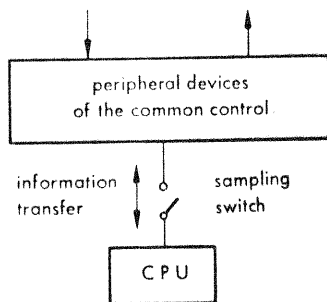 peripheral devices
of the common control
information
transfer
sampling
switch
CPU